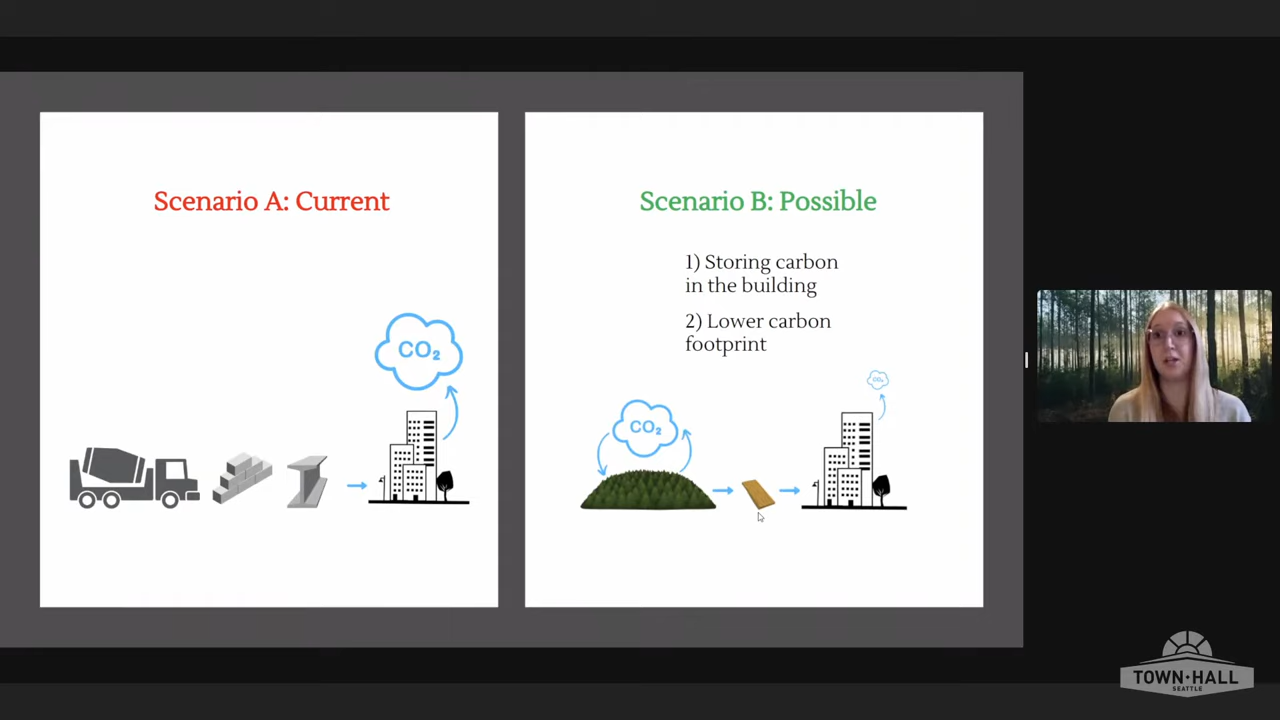 Scenario A: Current
CO₂
Scenario B: Possible
1) Storing carbon
in the building
2) Lower carbon
footprint
CO₂
CO₂
TOWN·HALL
SEATTLE